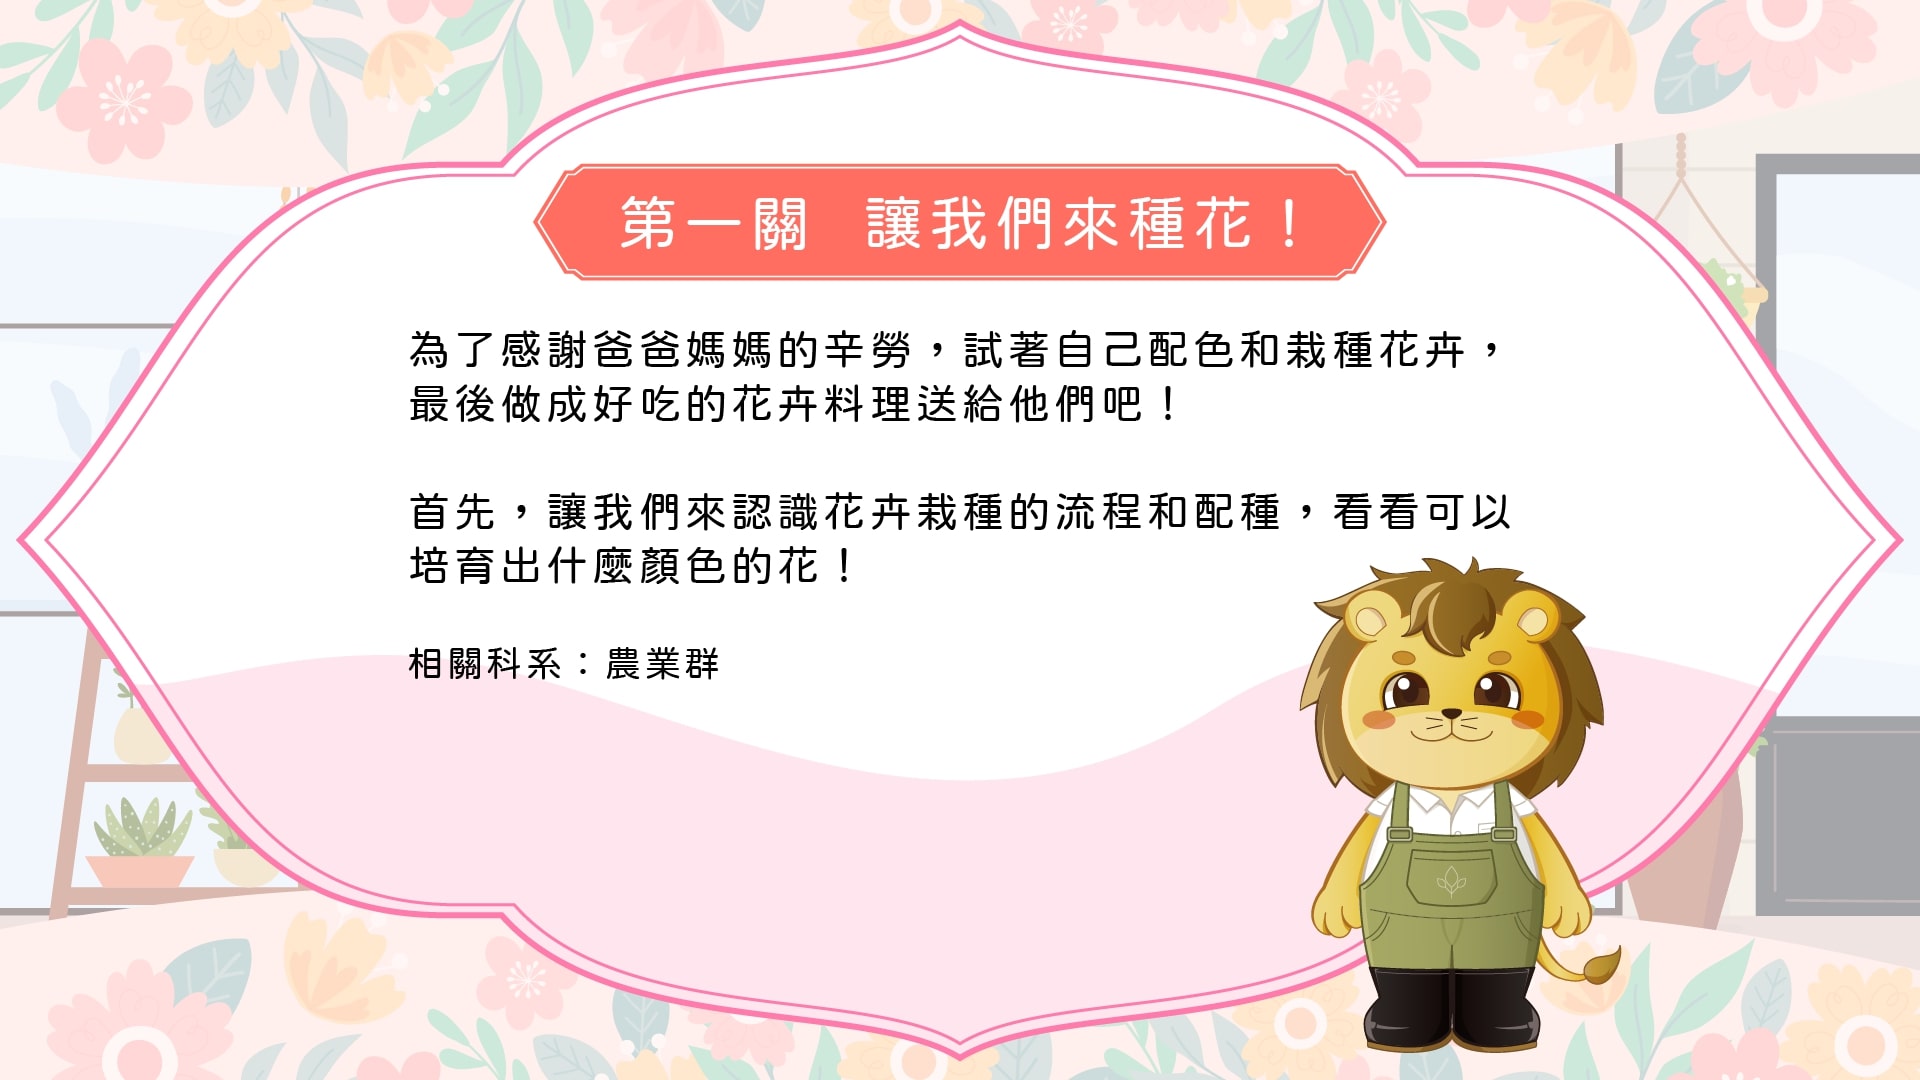 第一關 讓我們來種花！
為了感謝爸爸媽媽的辛勞，試著自己配色和栽種花卉，
最後做成好吃的花卉料理送給他們吧！
首先，讓我們來認識花卉栽種的流程和配種，看看可以
培育出什麼顏色的花！
相關科系：農業群